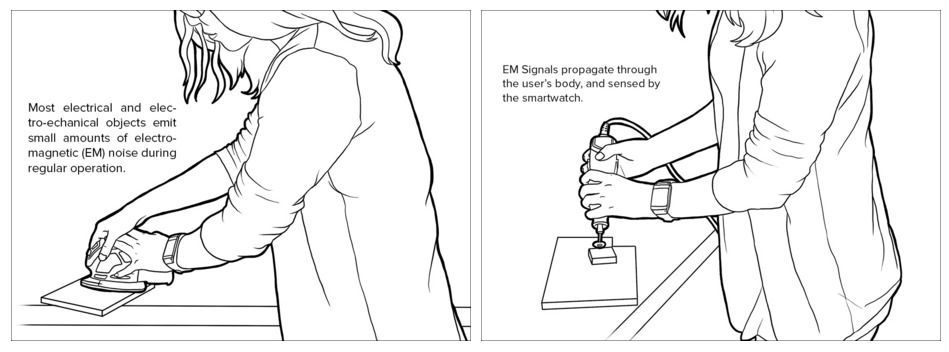 Most electrical and elec-
tro-echanical objects emit
small amounts of electro-
magnetic (EM) noise during
regular operation.
EM Signals propagate through
the user's body, and sensed by
the smartwatch.